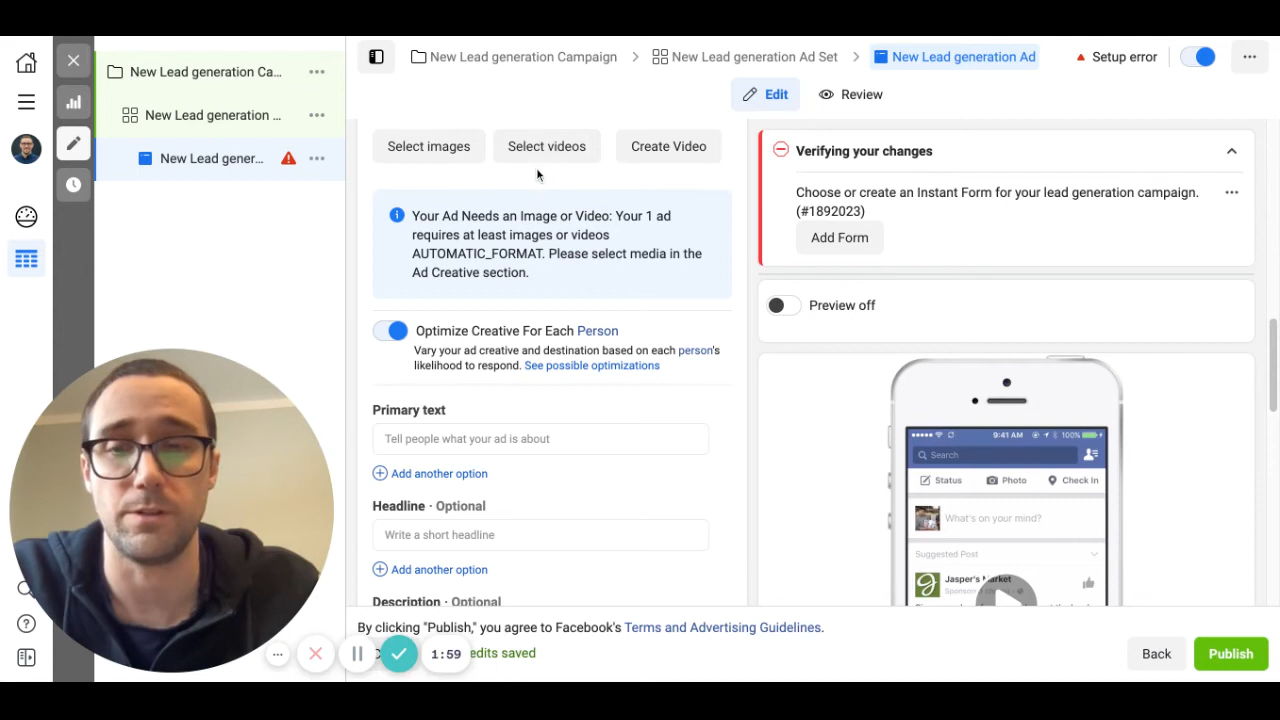 New Lead generation Campaign
New Lead generation Ad Set
New Lead generation Ad
Setup error
New Lead generation Ca...
New Lead generation ...
New Lead gener...
Edit
Review
Select images
Select videos
Create Video
Your Ad Needs an Image or Video: Your 1 ad
requires at least images or videos
AUTOMATIC_FORMAT. Please select media in the
Ad Creative section.
Optimize Creative For Each Person
Vary your ad creative and destination based on each person's
likelihood to respond. See possible optimizations
Primary text
Tell people what your ad is about
Add another option
Headline · Optional
Write a short headline
Add another option
Description · Optional
Verifying your changes
Choose or create an Instant Form for your lead generation campaign.
(#1892023)
Add Form
Preview off
9:41 AM
100%
Search
Status
Photo
Check In
What's on your mind?
Suggested Post
Jasper's Market
By clicking "Publish," you agree to Facebook's Terms and Advertising Guidelines.
1:59
edits saved
Back
Publish